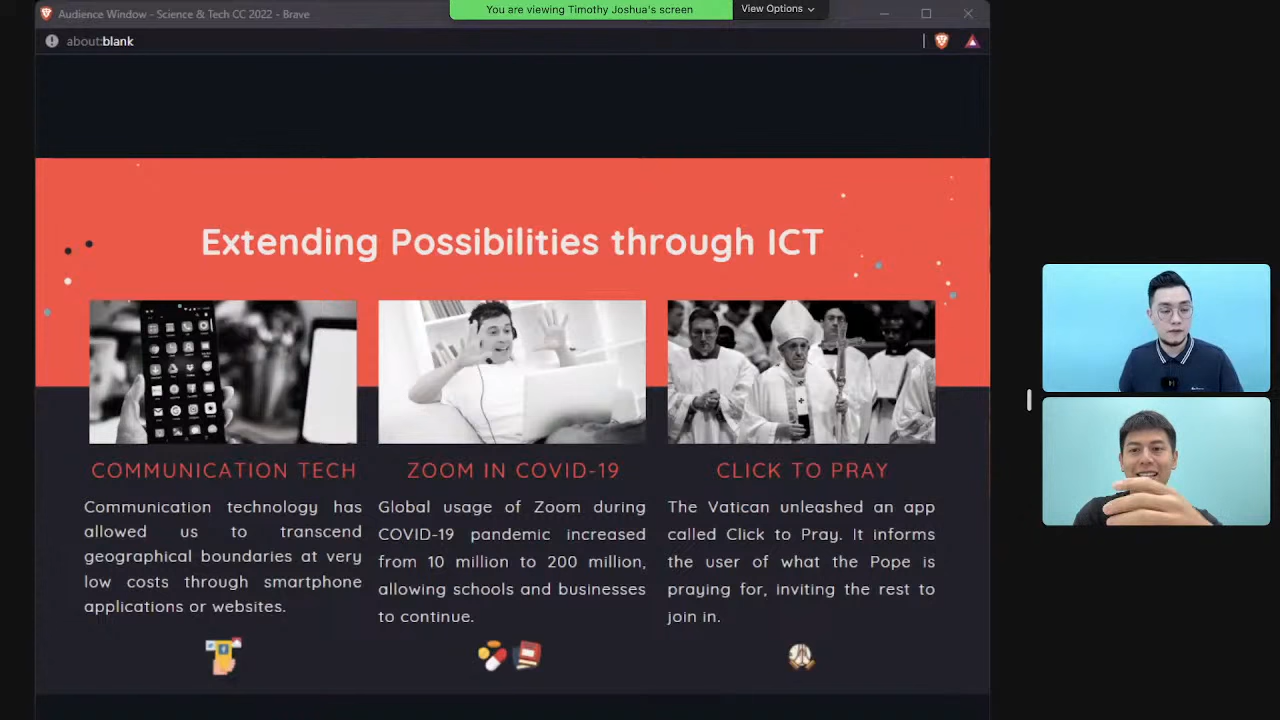 Audience Window - Science & Tech CC 2022 - Brave
You are viewing Timothy Joshua's screen
View Options
about:blank
Extending Possibilities through ICT
COMMUNICATION TECH
Communication technology has
allowed us to transcend
geographical boundaries at very
low costs through smartphone
applications or websites.
ZOOM IN COVID-19
Global usage of Zoom during
COVID-19 pandemic increased
from 10 million to 200 million,
allowing schools and businesses
to continue.
CLICK TO PRAY
The Vatican unleashed an app
called Click to Pray. It informs
the user of what the Pope is
praying for, inviting the rest to
join in.